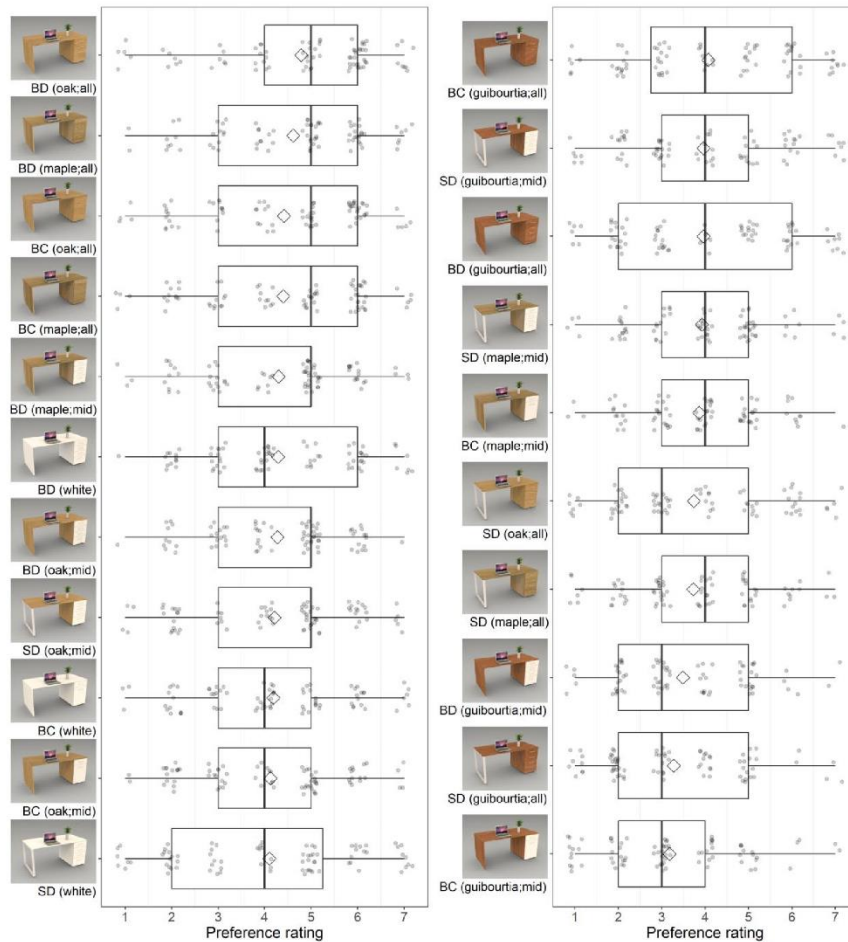 BD (oak;all)
BD (maple;all)
BC (oak;all)
BC (maple;all)
BD (maple;mid)
BD (white)
BD (oak;mid)
SD (oak;mid)
BC (white)
BC (oak;mid)
SD (white)
1 2 3 4 5 6 7
Preference rating
BC (guibourtia;all)
SD (guibourtia;mid)
BD (guibourtia;all)
SD (maple;mid)
BC (maple;mid)
SD (oak;all)
SD (maple;all)
BD (guibourtia;mid)
SD (guibourtia;all)
BC (guibourtia;mid)
1 2 3 4 5 6 7
Preference rating